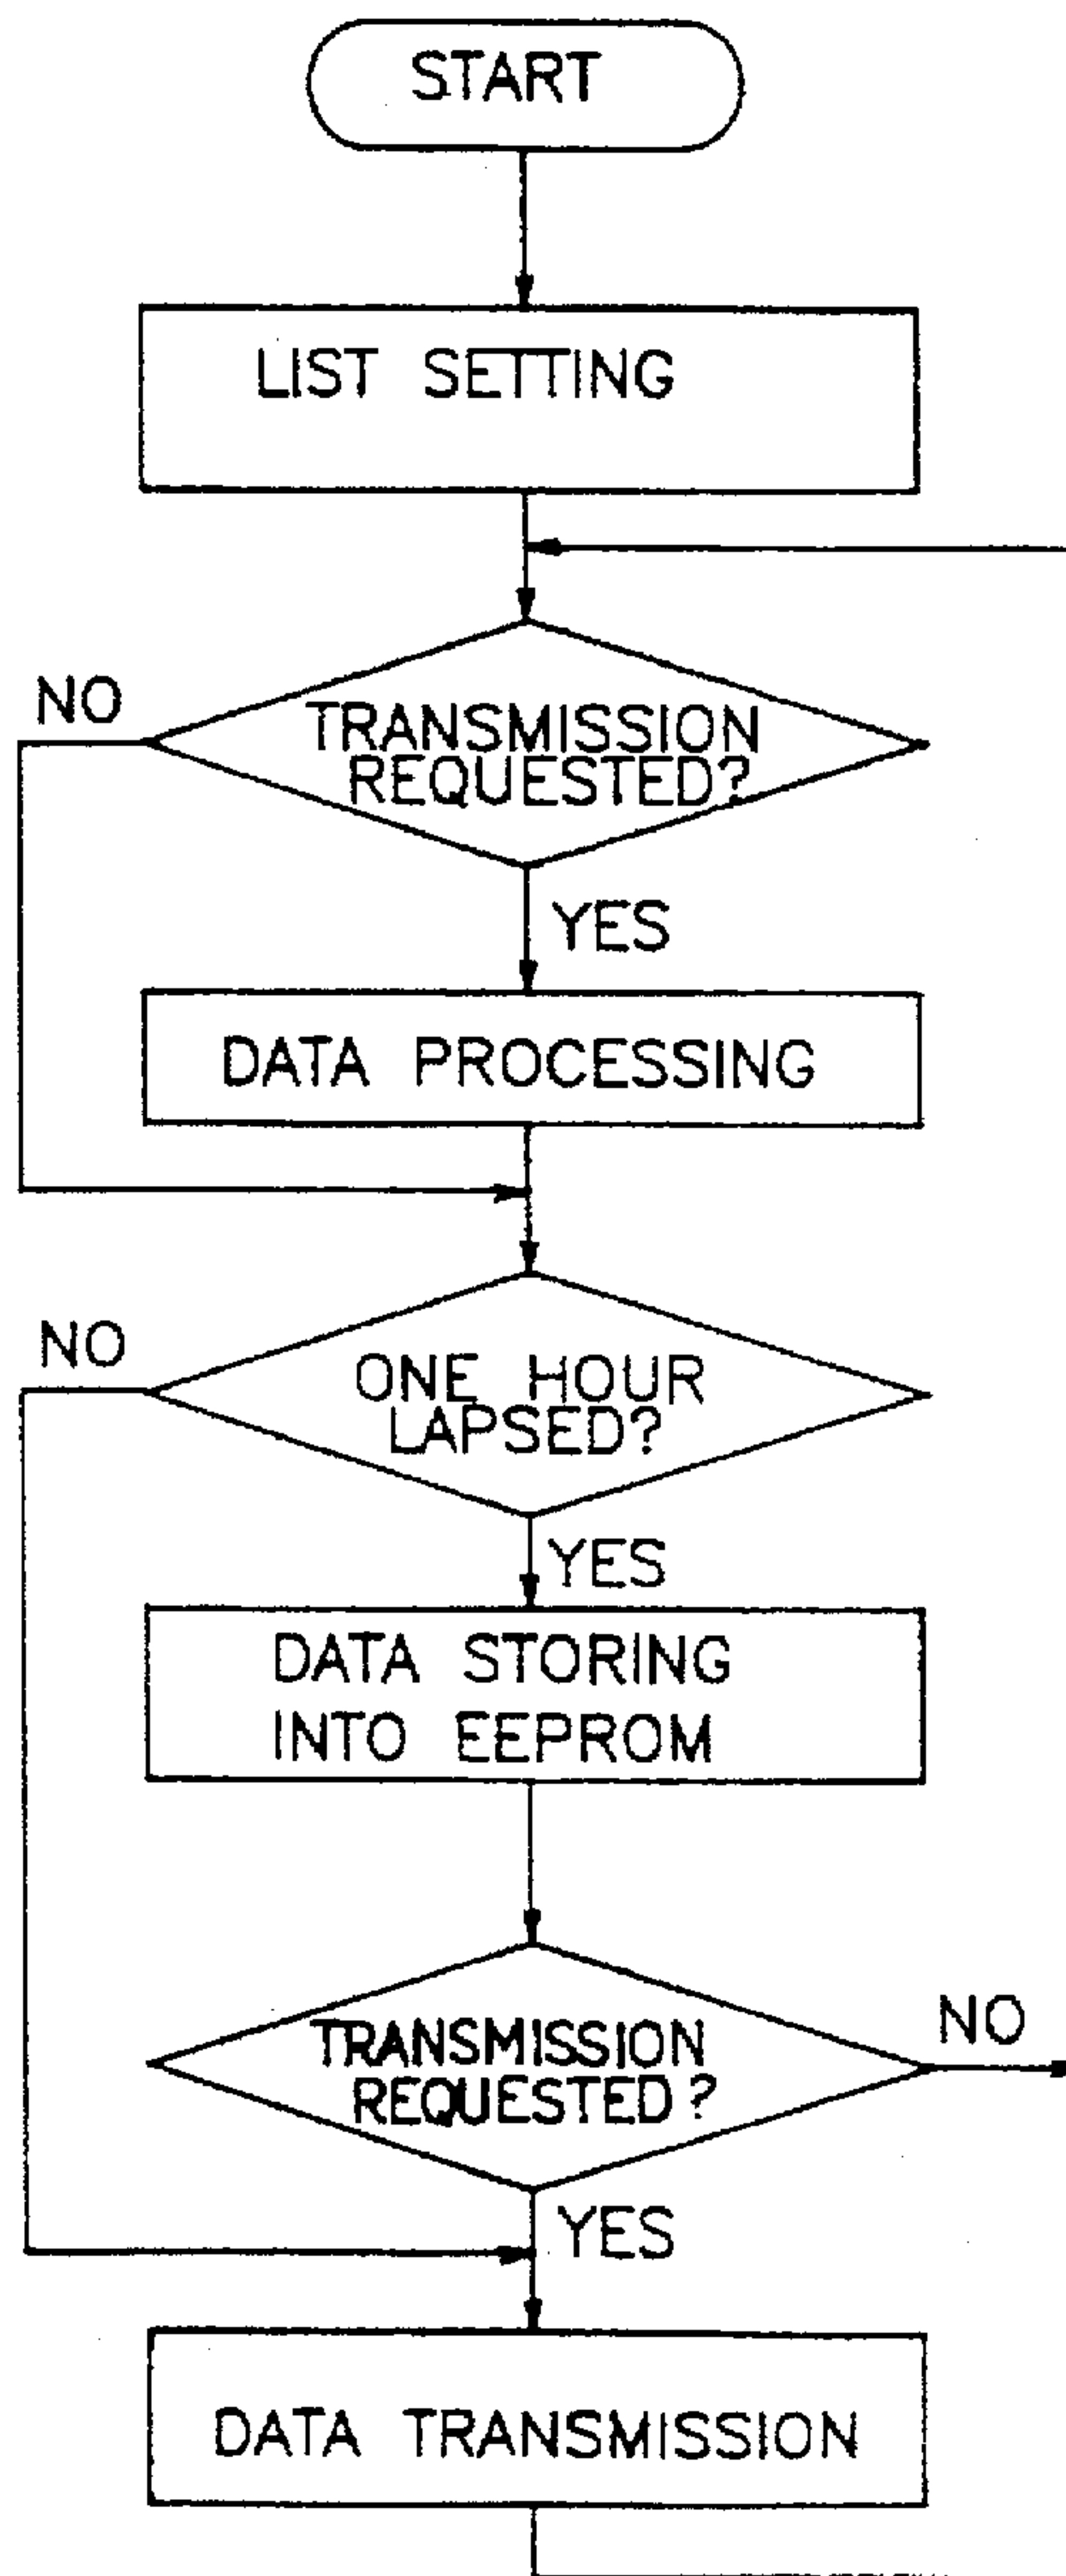 START
LIST SETTING
NO
TRANSMISSION
REQUESTED?
YES
DATA PROCESSING
NO
ONE HOUR
LAPSED?
YES
DATA STORING
INTO EEPROM
TRANSMISSION
REQUESTED?
NO
YES
DATA TRANSMISSION